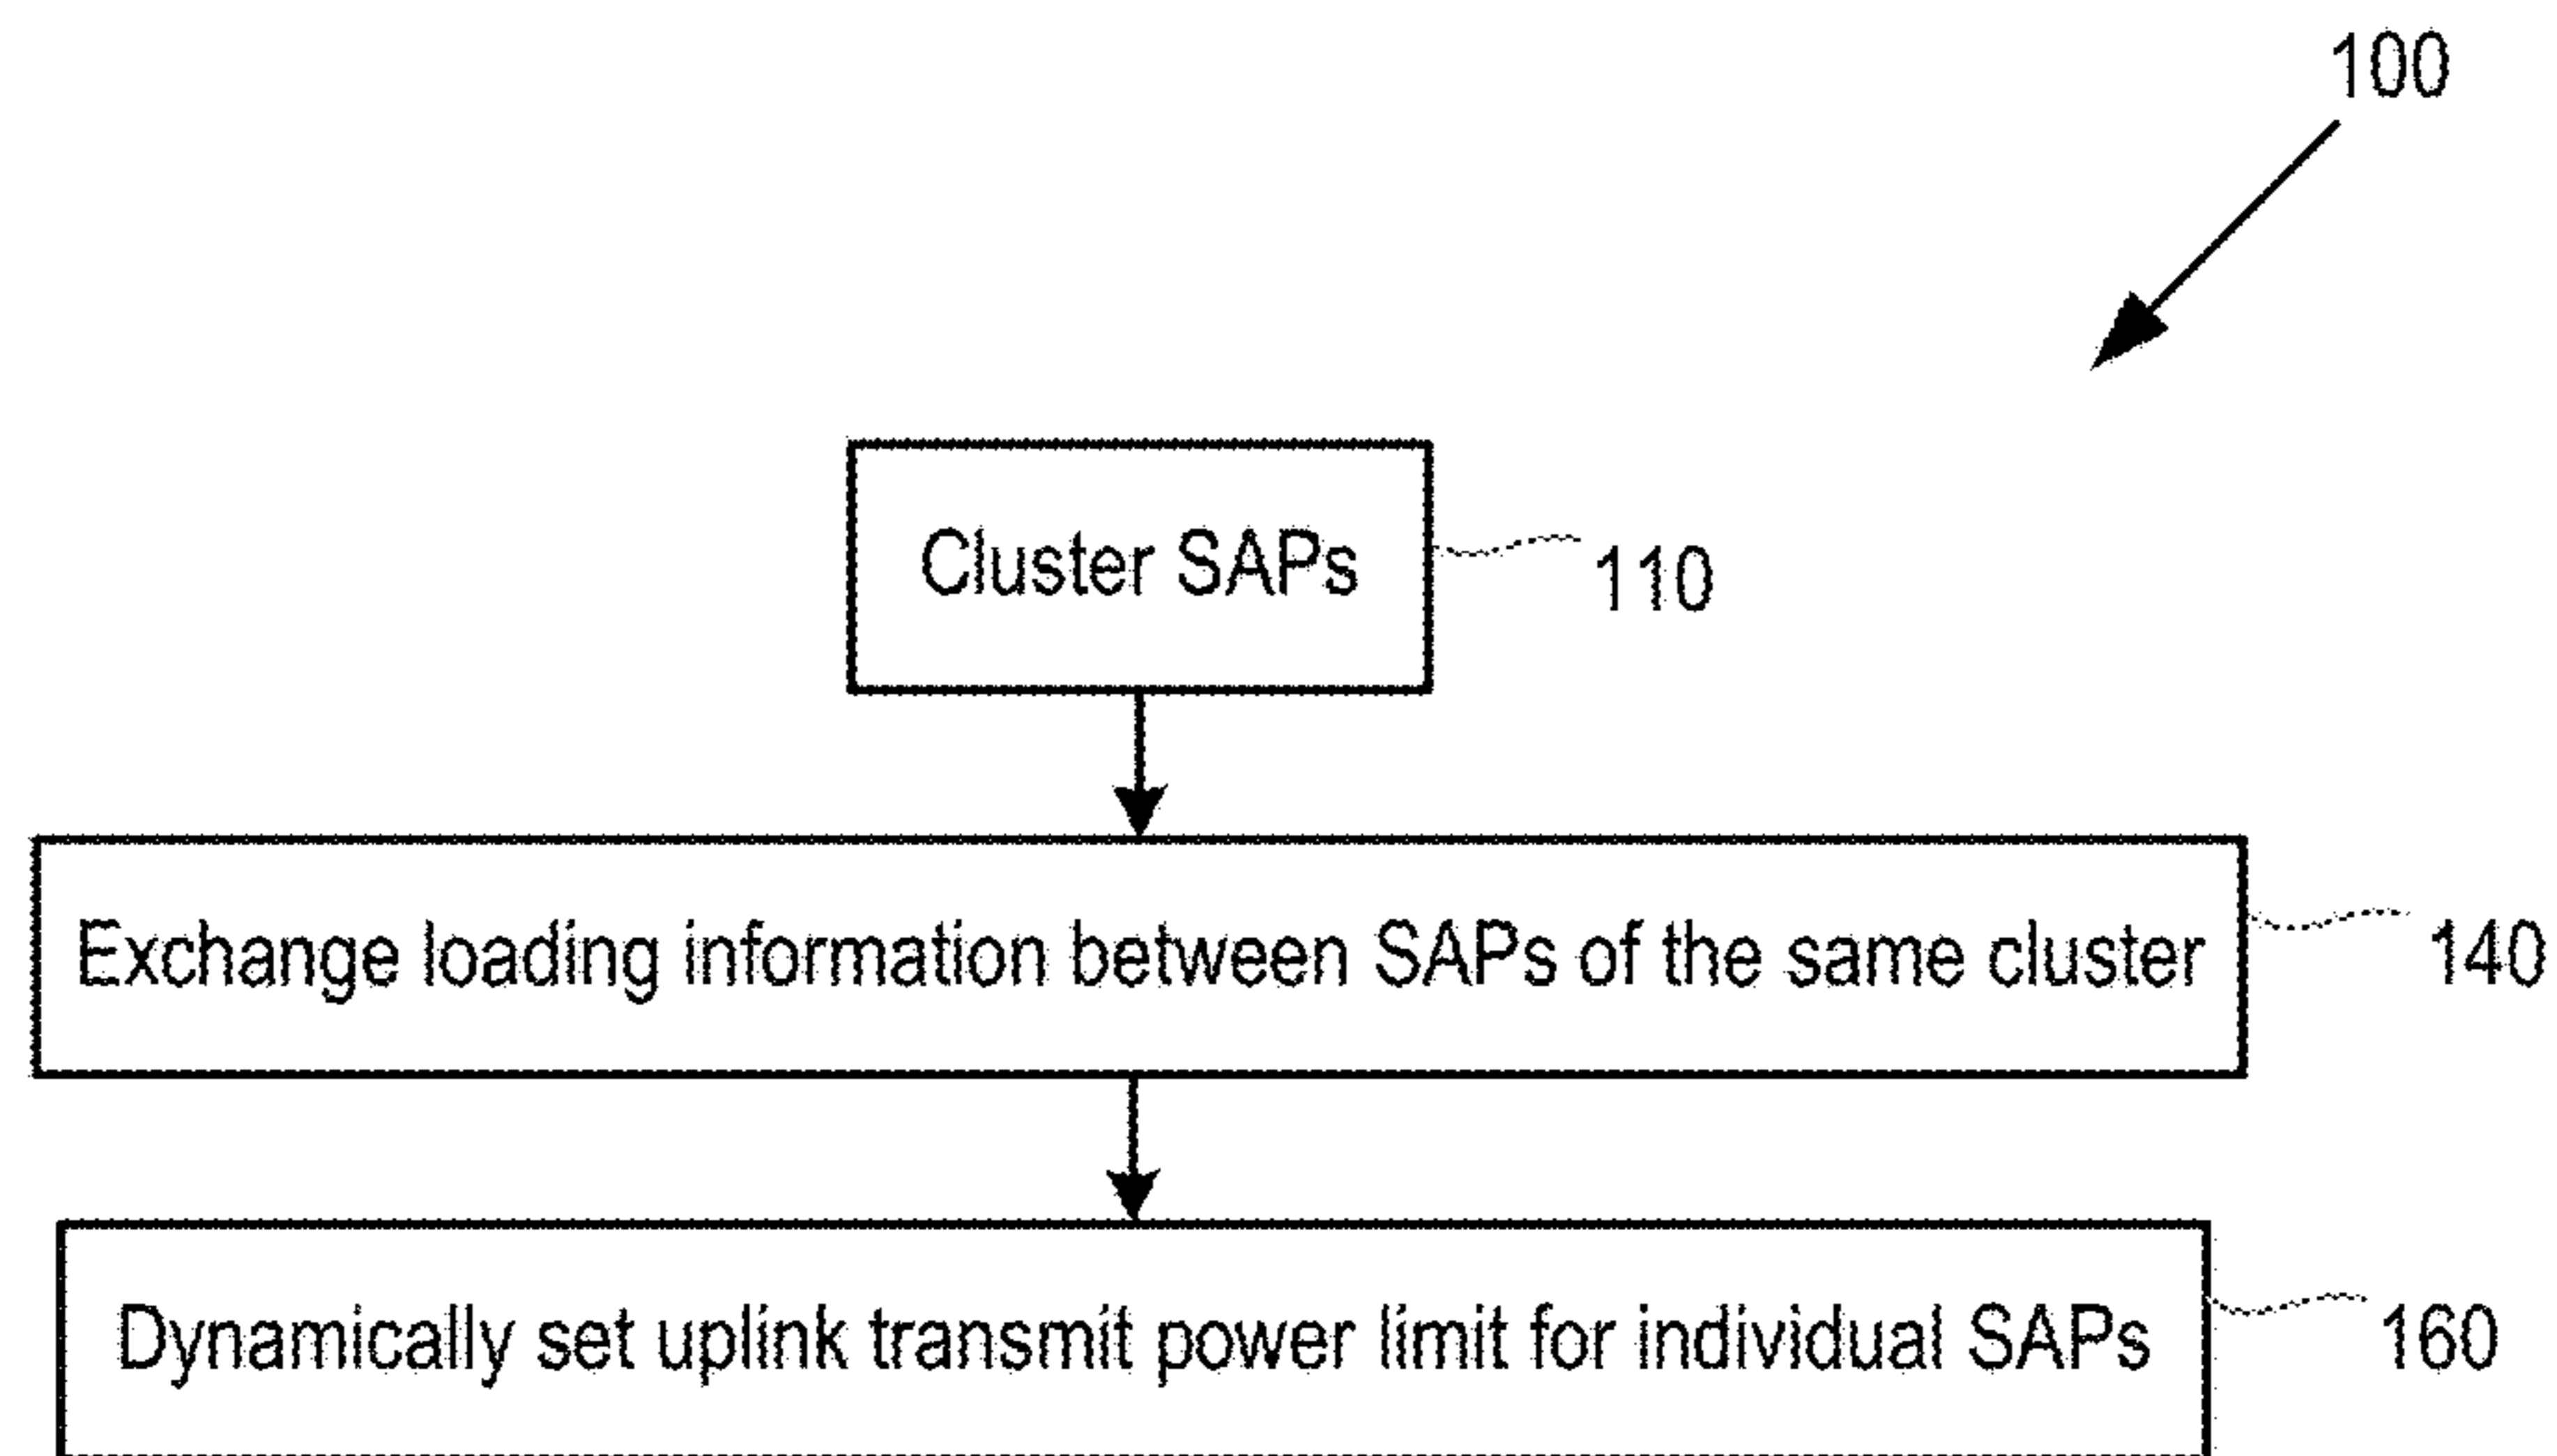 100
Cluster SAPs
110
Exchange loading information between SAPs of the same cluster
140
Dynamically set uplink transmit power limit for individual SAPs
160